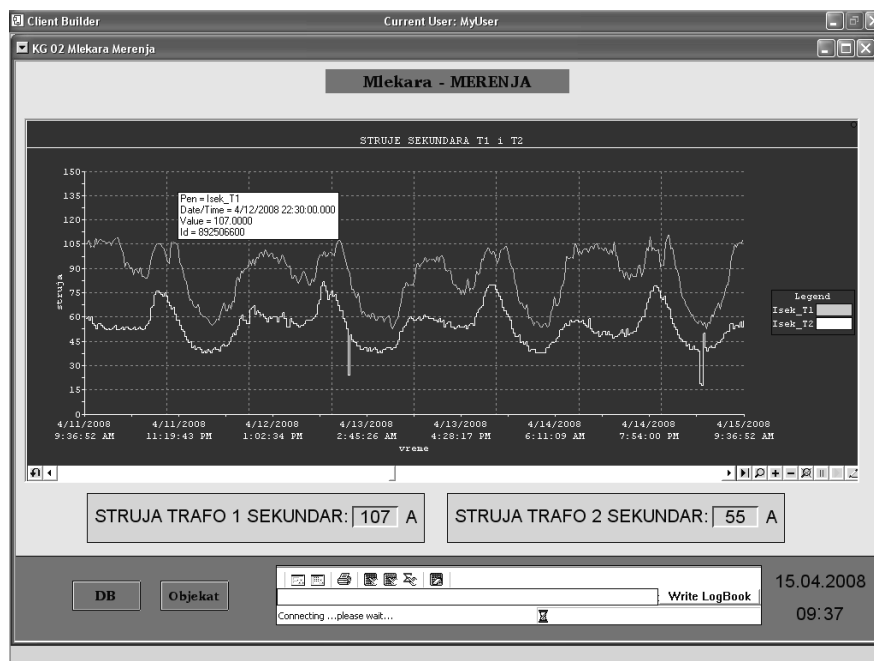 Client Builder Current User: MyUser
KG 02 Mlekara Merenja
Mlekara - MERENJA
STRUJE SEKUNDARA T1 i T2
150
135
120
105
90
75
60
45
30
15
0
struja
Pen = Isek_T1
Date/Time = 4/12/2008 22:30:00.000
Value = 107.0000
Id = 892506600
Legend
Isek_T1
Isek_T2
4/11/2008 4/11/2008 4/12/2008 4/13/2008 4/13/2008 4/14/2008 4/14/2008 4/15/2008
9:36:52 AM 11:19:43 PM 1:02:34 PM 2:45:26 AM 4:28:17 PM 6:11:09 AM 7:54:00 PM 9:36:52 AM
vreme
STRUJA TRAFO 1 SEKUNDAR: 107 A
STRUJA TRAFO 2 SEKUNDAR: 55 A
DB
Objekat
Write LogBook
Connecting ...please wait...
15.04.2008
09:37